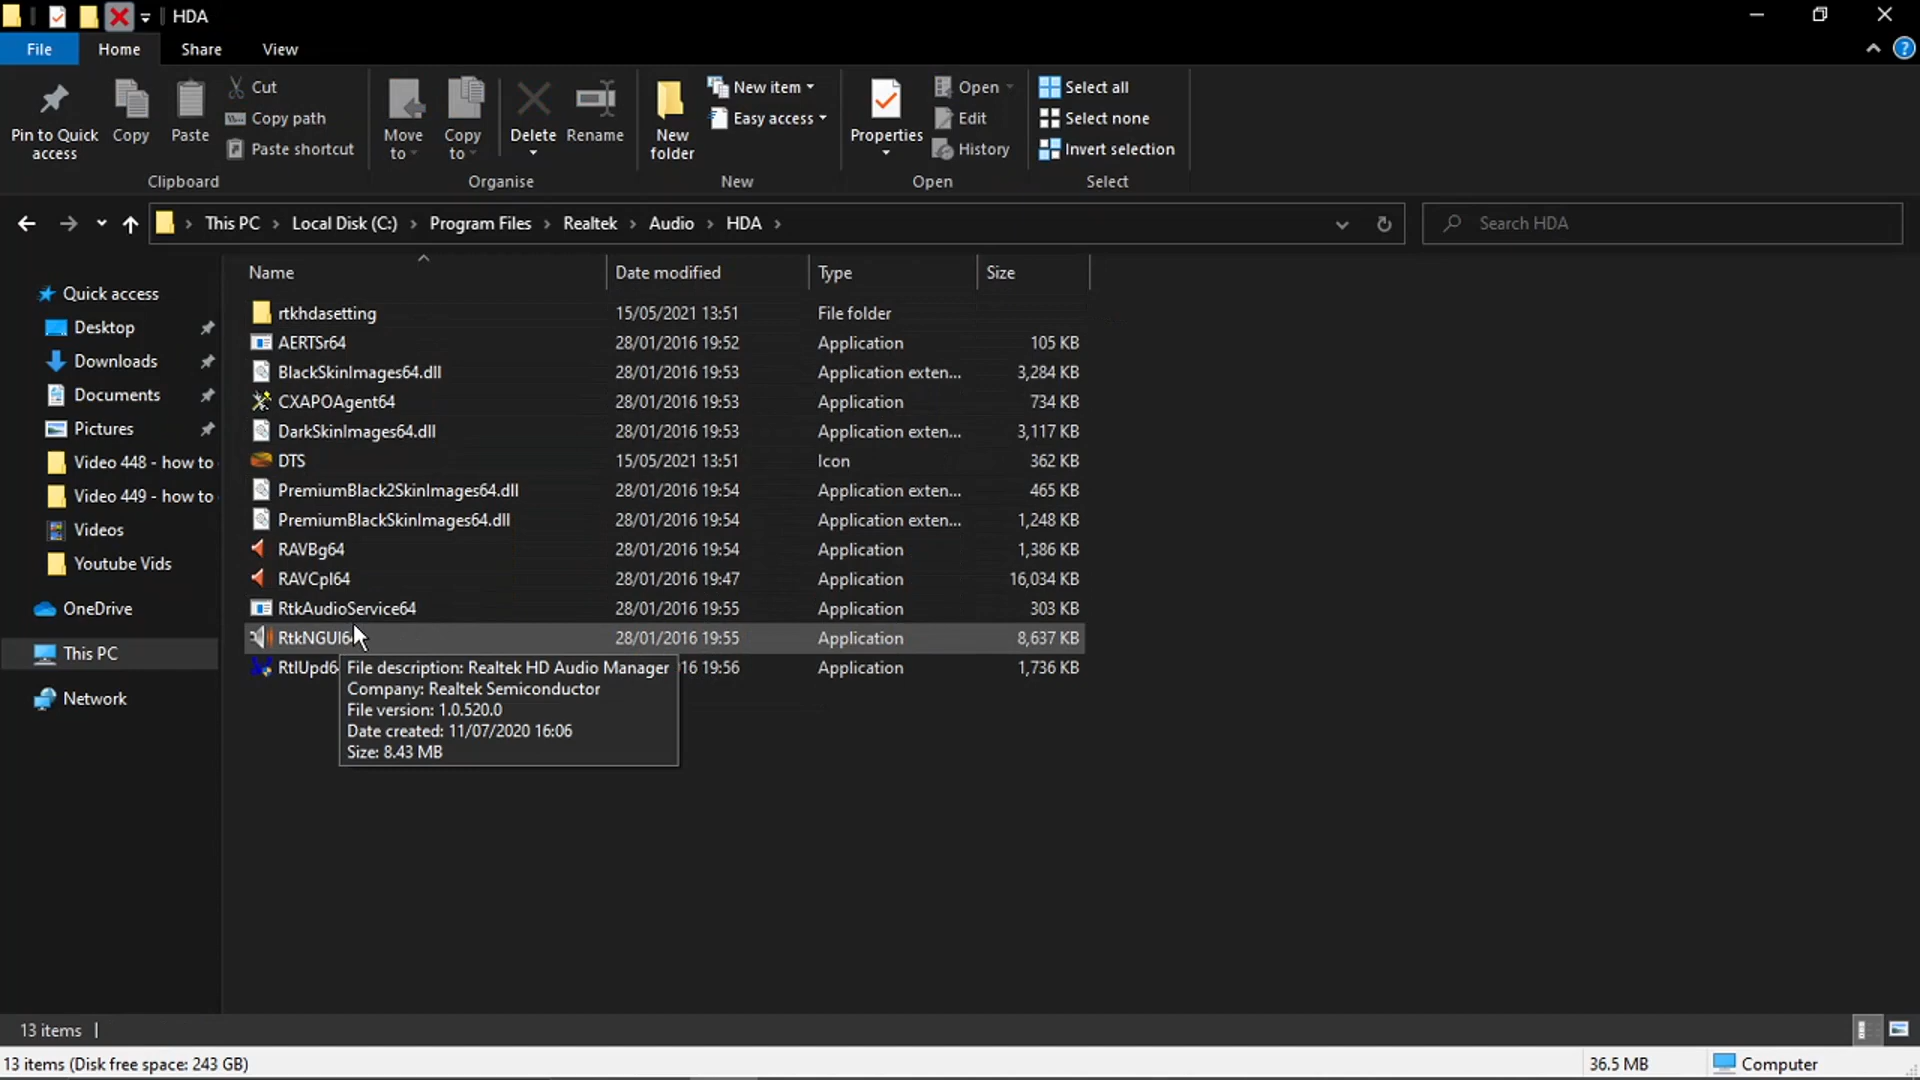 HDA
File Home Share View
Pin to Quick access
Copy
Paste
Cut
Copy path
Paste shortcut
Clipboard
Move to
Copy to
Delete
Rename
Organise
New folder
New item
Easy access
New
Properties
Open
Edit
History
Open
Select all
Select none
Invert selection
Select
This PC › Local Disk (C:) › Program Files › Realtek › Audio › HDA ›
Search HDA
Quick access
Desktop
Downloads
Documents
Pictures
Video 448 - how to
Video 449 - how to
Videos
Youtube Vids
OneDrive
This PC
Network
Name Date modified Type Size
rtkhdasetting 15/05/2021 13:51 File folder
AERTSr64 28/01/2016 19:52 Application 105 KB
BlackSkinImages64.dll 28/01/2016 19:53 Application exten... 3,284 KB
CXAPOAgent64 28/01/2016 19:53 Application 734 KB
DarkSkinImages64.dll 28/01/2016 19:53 Application exten... 3,117 KB
DTS 15/05/2021 13:51 Icon 362 KB
PremiumBlack2SkinImages64.dll 28/01/2016 19:54 Application exten... 465 KB
PremiumBlackSkinImages64.dll 28/01/2016 19:54 Application exten... 1,248 KB
RAVBg64 28/01/2016 19:54 Application 1,386 KB
RAVCpl64 28/01/2016 19:47 Application 16,034 KB
RtkAudioService64 28/01/2016 19:55 Application 303 KB
RtkNGUI64 28/01/2016 19:55 Application 8,637 KB
RtlUpd6 16 19:56 Application 1,736 KB
File description: Realtek HD Audio Manager
Company: Realtek Semiconductor
File version: 1.0.520.0
Date created: 11/07/2020 16:06
Size: 8.43 MB
13 items
13 items (Disk free space: 243 GB) 36.5 MB Computer